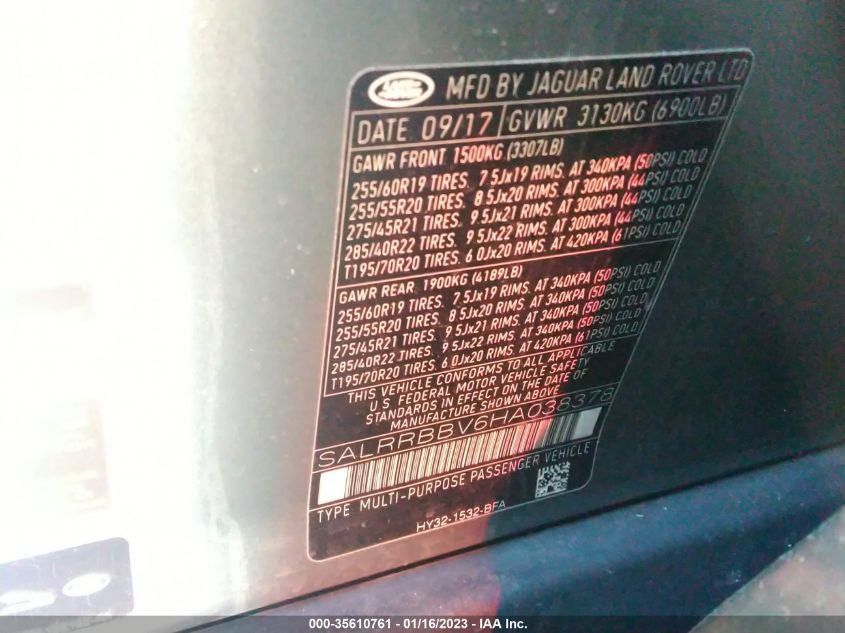 LAND ROVER MFD BY JAGUAR LAND ROVER LTD
DATE 09/17 GVWR 3130KG (6900LB)
GAWR FRONT 1500KG (3307LB)
255/60R19 TIRES. 7.5Jx19 RIMS. AT 340KPA (50PSI) COLD
255/55R20 TIRES. 8.5Jx20 RIMS. AT 300KPA (44PSI) COLD
275/45R21 TIRES. 9.5Jx21 RIMS. AT 300KPA (44PSI) COLD
285/40R22 TIRES. 9.5Jx22 RIMS. AT 300KPA (44PSI) COLD
T195/70R20 TIRES. 6.0Jx20 RIMS. AT 420KPA (61PSI) COLD
GAWR REAR 1900KG (4189LB)
255/60R19 TIRES. 7.5Jx19 RIMS. AT 340KPA (50PSI) COLD
255/55R20 TIRES. 8.5Jx20 RIMS. AT 340KPA (50PSI) COLD
275/45R21 TIRES. 9.5Jx21 RIMS. AT 340KPA (50PSI) COLD
285/40R22 TIRES. 9.5Jx22 RIMS. AT 340KPA (50PSI) COLD
T195/70R20 TIRES. 6.0Jx20 RIMS. AT 420KPA (61PSI) COLD
THIS VEHICLE CONFORMS TO ALL APPLICABLE
U.S. FEDERAL MOTOR VEHICLE SAFETY
STANDARDS IN EFFECT ON THE DATE OF
MANUFACTURE SHOWN ABOVE
SALRRBBV6HA038378
TYPE MULTI-PURPOSE PASSENGER VEHICLE
HY32-1532-BFA
000-35610761 - 01/16/2023 - © IAA Inc.